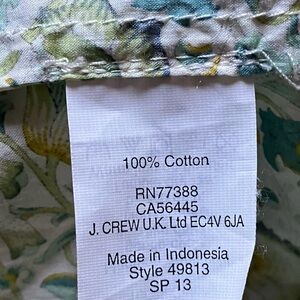 100% Cotton
RN77388
CA56445
J. CREW U.K. Ltd EC4V 6JA
Made in Indonesia
Style 49813
SP 13